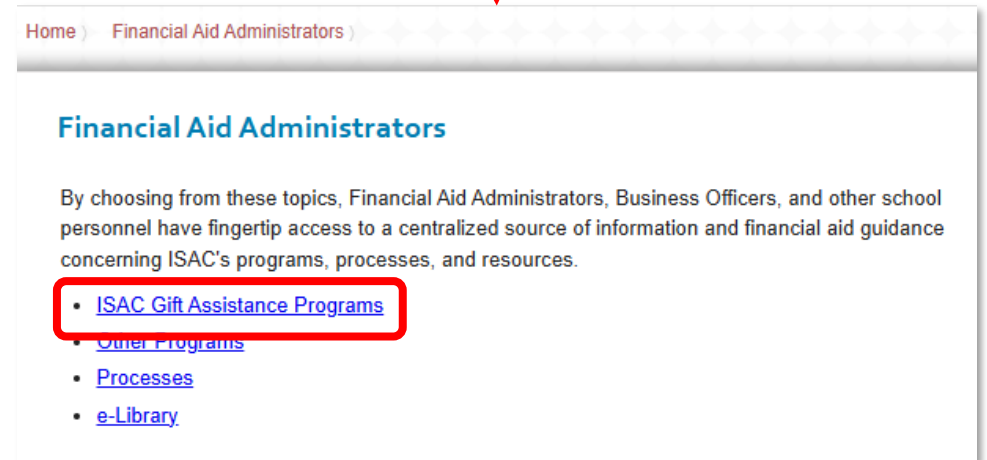 Home Financial Aid Administrators
Financial Aid Administrators
By choosing from these topics, Financial Aid Administrators, Business Officers, and other school
personnel have fingertip access to a centralized source of information and financial aid guidance
concerning ISAC's programs, processes, and resources.
• ISAC Gift Assistance Programs
• Other Programs
• Processes
• e-Library